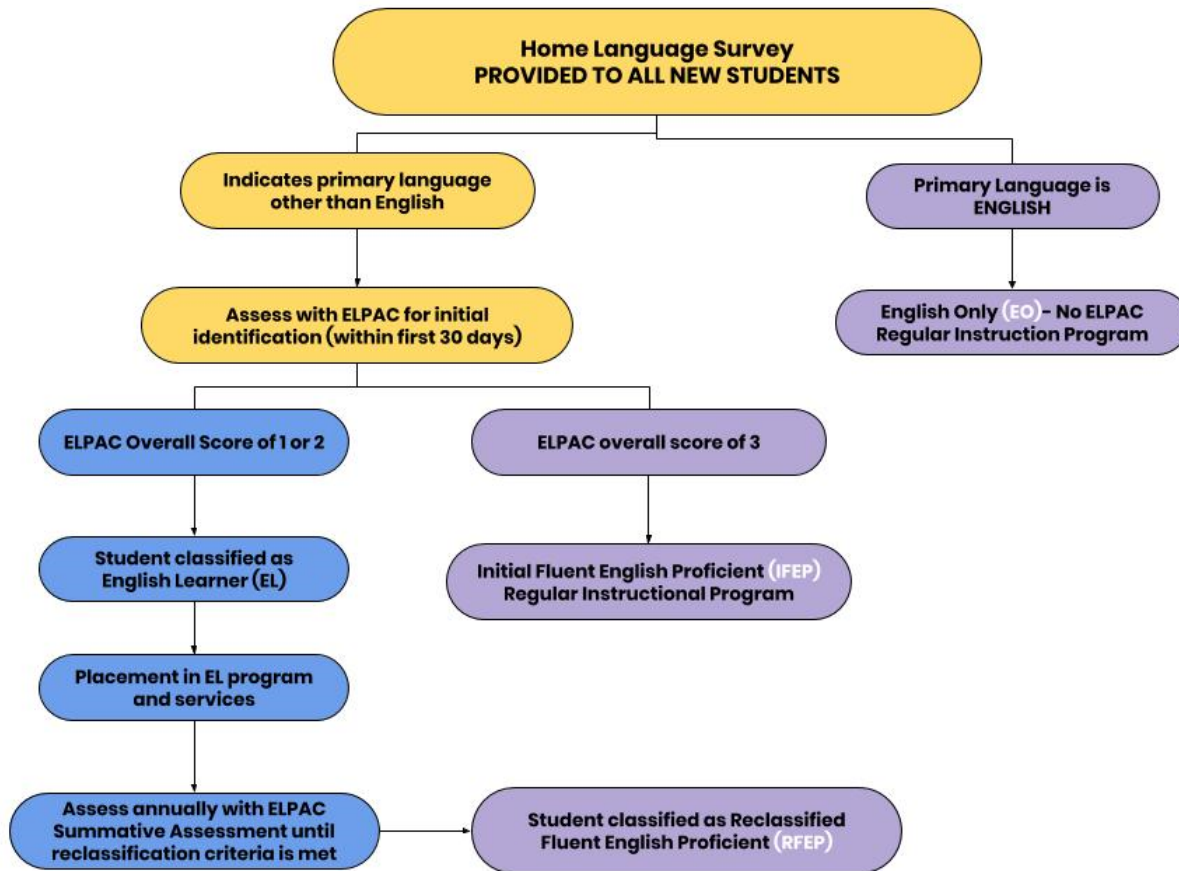 Home Language Survey
PROVIDED TO ALL NEW STUDENTS
Indicates primary language
other than English
Primary Language is
ENGLISH
Assess with ELPAC for initial
identification (within first 30 days)
English Only (EO)- No ELPAC
Regular Instruction Program
ELPAC Overall Score of 1 or 2
ELPAC overall score of 3
Student classified as
English Learner (EL)
Initial Fluent English Proficient (IFEP)
Regular Instructional Program
Placement in EL program
and services
Assess annually with ELPAC
Summative Assessment until
reclassification criteria is met
Student classified as Reclassified
Fluent English Proficient (RFEP)